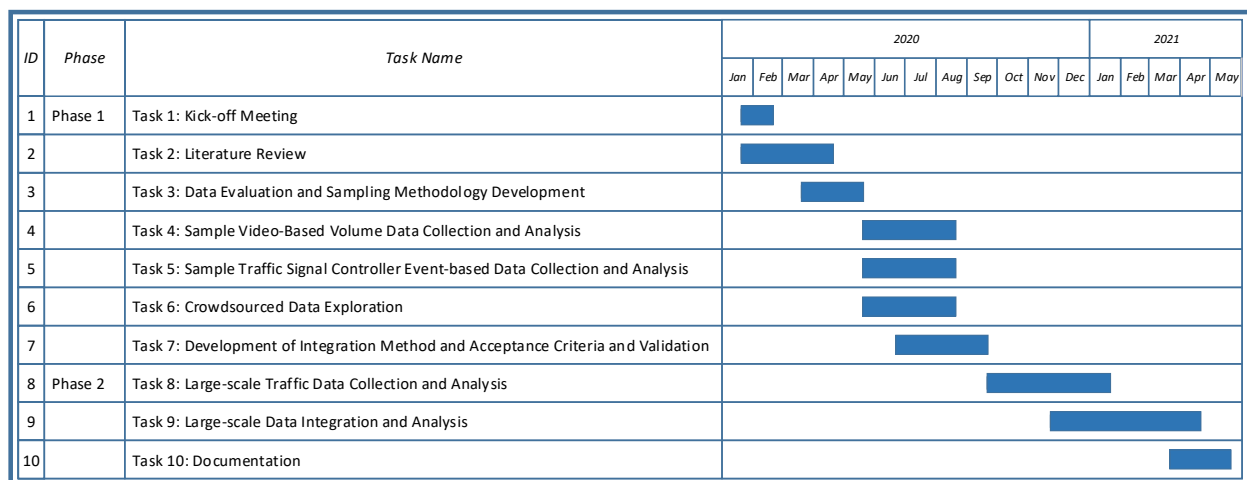 ID Phase Task Name 2020 2021
Jan Feb Mar Apr May Jun Jul Aug Sep Oct Nov Dec Jan Feb Mar Apr May
1 Phase 1 Task 1: Kick-off Meeting
2 Task 2: Literature Review
3 Task 3: Data Evaluation and Sampling Methodology Development
4 Task 4: Sample Video-Based Volume Data Collection and Analysis
5 Task 5: Sample Traffic Signal Controller Event-based Data Collection and Analysis
6 Task 6: Crowdsourced Data Exploration
7 Task 7: Development of Integration Method and Acceptance Criteria and Validation
8 Phase 2 Task 8: Large-scale Traffic Data Collection and Analysis
9 Task 9: Large-scale Data Integration and Analysis
10 Task 10: Documentation